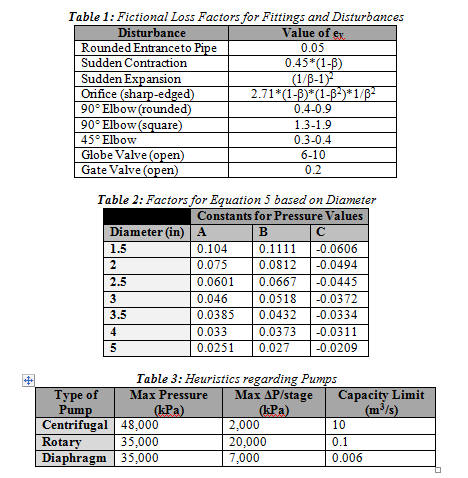 Table 1: Fictional Loss Factors for Fittings and Disturbances
Disturbance Value of ev
Rounded Entrance to Pipe 0.05
Sudden Contraction 0.45*(1-β)
Sudden Expansion (1/β-1)²
Orifice (sharp-edged) 2.71*(1-β)*(1-β²)*1/β²
90° Elbow (rounded) 0.4-0.9
90° Elbow (square) 1.3-1.9
45° Elbow 0.3-0.4
Globe Valve (open) 6-10
Gate Valve (open) 0.2
Table 2: Factors for Equation 5 based on Diameter
Constants for Pressure Values
Diameter (in) A B C
1.5 0.104 0.1111 -0.0606
2 0.075 0.0812 -0.0494
2.5 0.0601 0.0667 -0.0445
3 0.046 0.0518 -0.0372
3.5 0.0385 0.0432 -0.0334
4 0.033 0.0373 -0.0311
5 0.0251 0.027 -0.0209
Table 3: Heuristics regarding Pumps
Type of Pump Max Pressure (kPa) Max ΔP/stage (kPa) Capacity Limit (m³/s)
Centrifugal 48,000 2,000 10
Rotary 35,000 20,000 0.1
Diaphragm 35,000 7,000 0.006